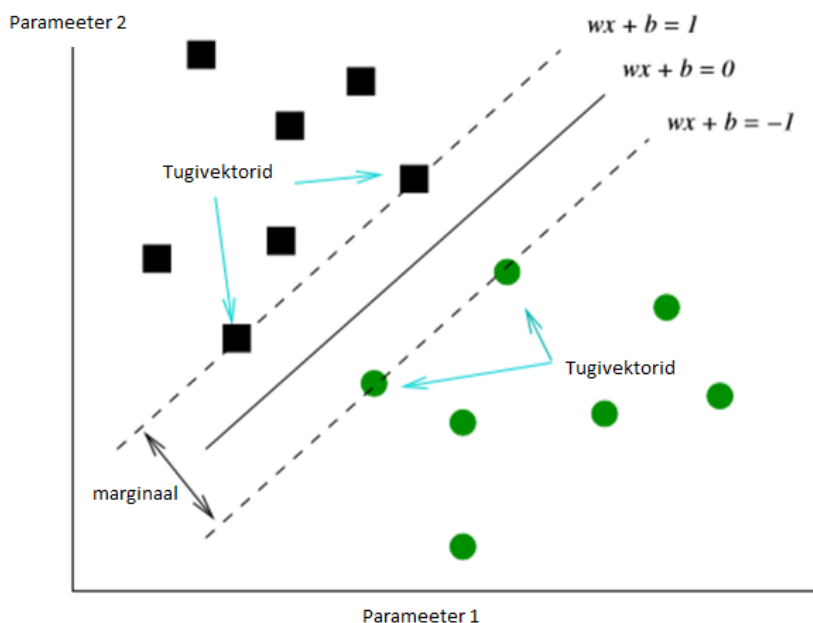 Parameeter 2
wx + b = 1
wx + b = 0
wx + b = −1
Tugivektorid
Tugivektorid
marginaal
Parameeter 1